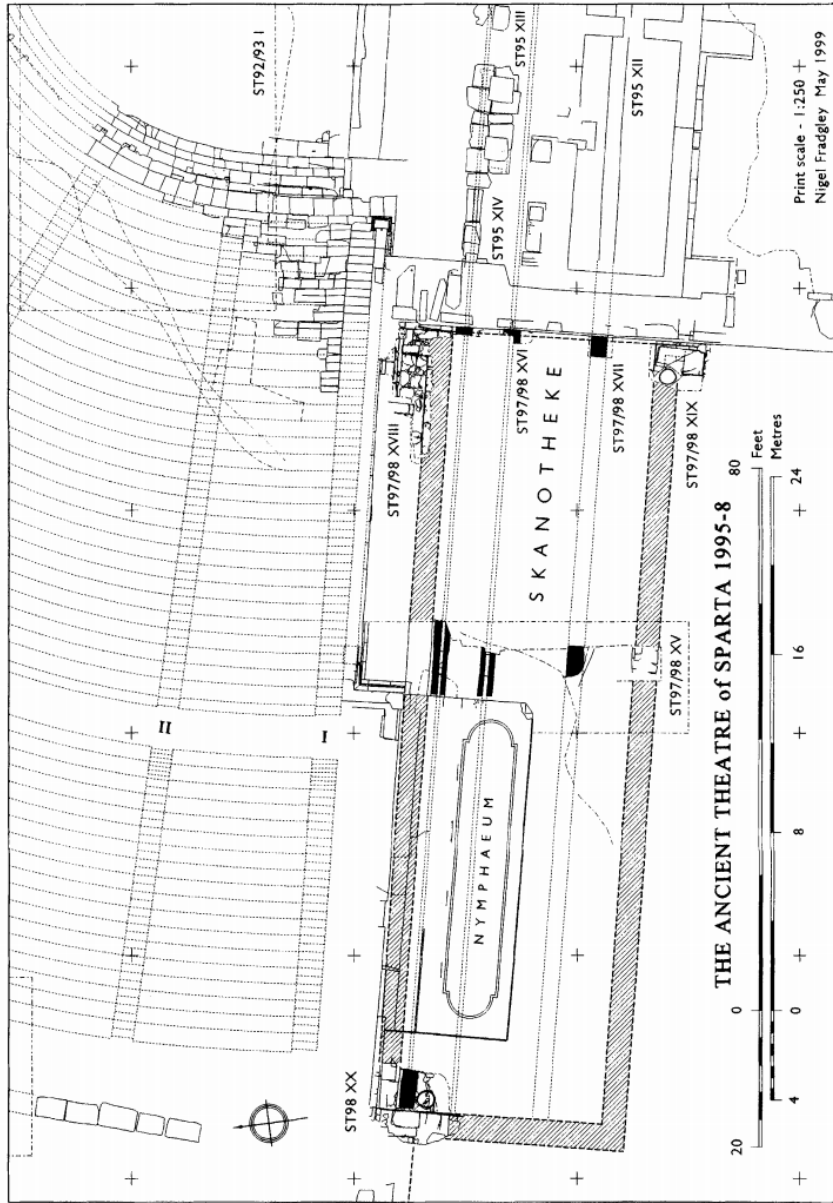 ST92/93 I
ST95 XIII
ST95 XIV
ST95 XII
ST97/98 XVIII
ST97/98 XVI
ST97/98 XVII
ST97/98 XIX
SKANOTHEKE
II
I
ST97/98 XV
NYMPHAEUM
ST98 XX
THE ANCIENT THEATRE of SPARTA 1995-8
20 0 80 Feet
4 0 8 16 24 Metres
Print scale - 1:250
Nigel Fradgley May 1999